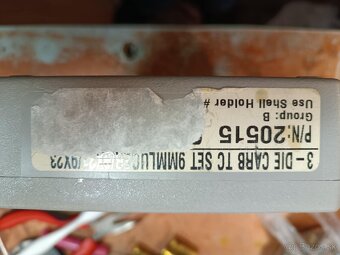 3-DIE CARB TC SET 9MMLUG
P/N:20515
Group: B
Use Shell Holder #